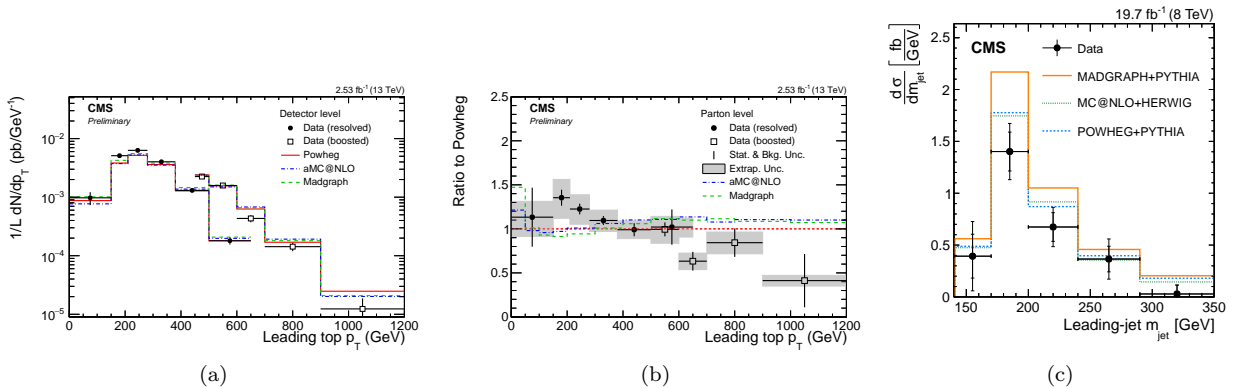 2.53 fb⁻¹ (13 TeV)
CMS
Preliminary
Detector level
Data (resolved)
Data (boosted)
Powheg
aMC@NLO
Madgraph
1/L dN/dp_T (pb/GeV⁻¹)
10⁻²
10⁻³
10⁻⁴
10⁻⁵
0 200 400 600 800 1000 1200
Leading top p_T (GeV)
(a)
2.53 fb⁻¹ (13 TeV)
CMS
Preliminary
Parton level
Data (resolved)
Data (boosted)
Stat. & Bkg. Unc.
Extrap. Unc.
aMC@NLO
Madgraph
Ratio to Powheg
2.5
2
1.5
1
0.5
0
0 200 400 600 800 1000 1200
Leading top p_T (GeV)
(b)
19.7 fb⁻¹ (8 TeV)
CMS
Data
MADGRAPH+PYTHIA
MC@NLO+HERWIG
POWHEG+PYTHIA
dσ/dm_jet [fb/GeV]
2.5
2
1.5
1
0.5
0
150 200 250 300 350
Leading-jet m_jet [GeV]
(c)